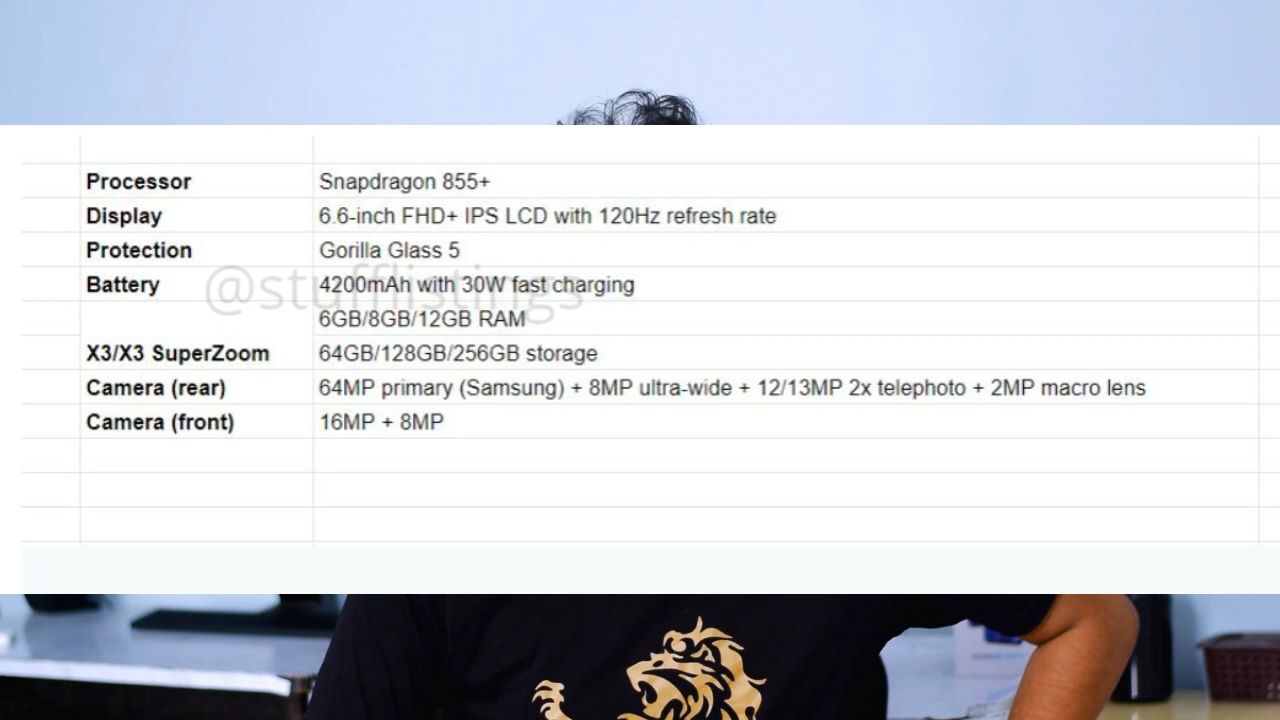 Processor Snapdragon 855+
Display 6.6-inch FHD+ IPS LCD with 120Hz refresh rate
Protection Gorilla Glass 5
Battery 4200mAh with 30W fast charging
@stufflistings
6GB/8GB/12GB RAM
X3/X3 SuperZoom 64GB/128GB/256GB storage
Camera (rear) 64MP primary (Samsung) + 8MP ultra-wide + 12/13MP 2x telephoto + 2MP macro lens
Camera (front) 16MP + 8MP